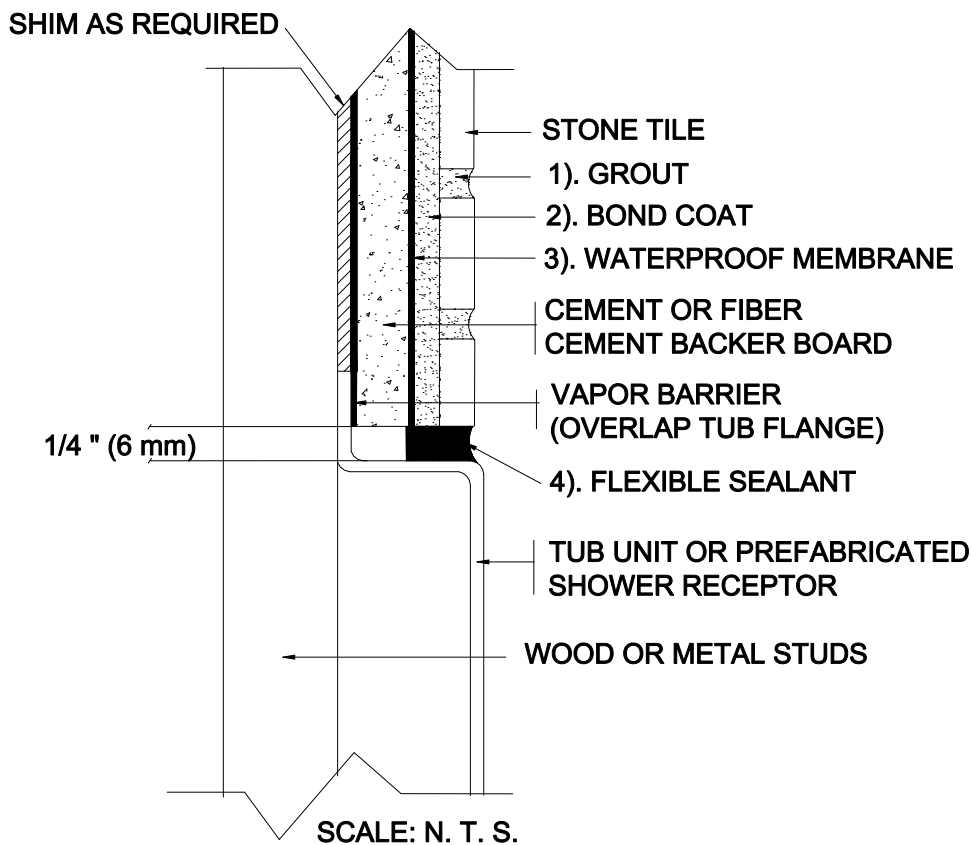 SHIM AS REQUIRED
STONE TILE
1). GROUT
2). BOND COAT
3). WATERPROOF MEMBRANE
CEMENT OR FIBER
CEMENT BACKER BOARD
VAPOR BARRIER
(OVERLAP TUB FLANGE)
1/4 " (6 mm)
4). FLEXIBLE SEALANT
TUB UNIT OR PREFABRICATED
SHOWER RECEPTOR
WOOD OR METAL STUDS
SCALE: N. T. S.